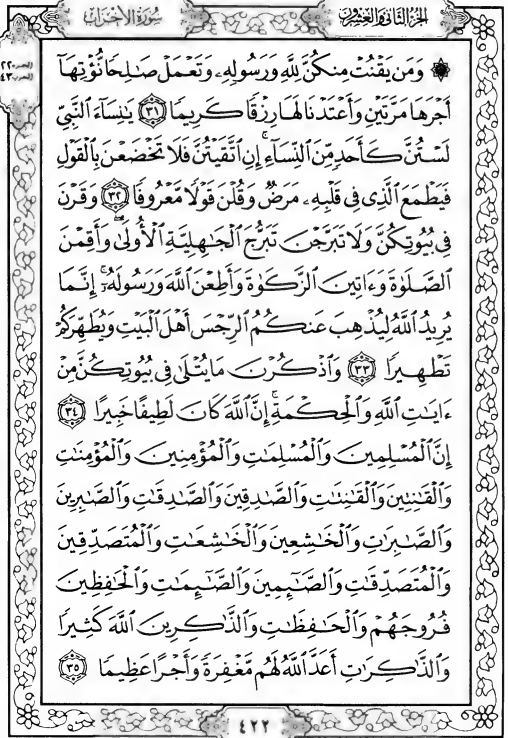 الجزء الثاني والعشرون
سورة الأحزاب
الحزب ٤٣
۞ وَمَن يَقْنُتْ مِنكُنَّ لِلَّهِ وَرَسُولِهِۦ وَتَعْمَلْ صَٰلِحًا نُّؤْتِهَآ
أَجْرَهَا مَرَّتَيْنِ وَأَعْتَدْنَا لَهَا رِزْقًا كَرِيمًا ٣١ يَٰنِسَآءَ ٱلنَّبِىِّ
لَسْتُنَّ كَأَحَدٍ مِّنَ ٱلنِّسَآءِ ۚ إِنِ ٱتَّقَيْتُنَّ فَلَا تَخْضَعْنَ بِٱلْقَوْلِ
فَيَطْمَعَ ٱلَّذِى فِى قَلْبِهِۦ مَرَضٌ وَقُلْنَ قَوْلًا مَّعْرُوفًا ٣٢ وَقَرْنَ
فِى بُيُوتِكُنَّ وَلَا تَبَرَّجْنَ تَبَرُّجَ ٱلْجَٰهِلِيَّةِ ٱلْأُولَىٰ ۖ وَأَقِمْنَ
ٱلصَّلَوٰةَ وَءَاتِينَ ٱلزَّكَوٰةَ وَأَطِعْنَ ٱللَّهَ وَرَسُولَهُۥٓ ۚ إِنَّمَا
يُرِيدُ ٱللَّهُ لِيُذْهِبَ عَنكُمُ ٱلرِّجْسَ أَهْلَ ٱلْبَيْتِ وَيُطَهِّرَكُمْ
تَطْهِيرًا ٣٣ وَٱذْكُرْنَ مَا يُتْلَىٰ فِى بُيُوتِكُنَّ مِنْ
ءَايَٰتِ ٱللَّهِ وَٱلْحِكْمَةِ ۚ إِنَّ ٱللَّهَ كَانَ لَطِيفًا خَبِيرًا ٣٤
إِنَّ ٱلْمُسْلِمِينَ وَٱلْمُسْلِمَٰتِ وَٱلْمُؤْمِنِينَ وَٱلْمُؤْمِنَٰتِ
وَٱلْقَٰنِتِينَ وَٱلْقَٰنِتَٰتِ وَٱلصَّٰدِقِينَ وَٱلصَّٰدِقَٰتِ وَٱلصَّٰبِرِينَ
وَٱلصَّٰبِرَٰتِ وَٱلْخَٰشِعِينَ وَٱلْخَٰشِعَٰتِ وَٱلْمُتَصَدِّقِينَ
وَٱلْمُتَصَدِّقَٰتِ وَٱلصَّٰٓئِمِينَ وَٱلصَّٰٓئِمَٰتِ وَٱلْحَٰفِظِينَ
فُرُوجَهُمْ وَٱلْحَٰفِظَٰتِ وَٱلذَّٰكِرِينَ ٱللَّهَ كَثِيرًا
وَٱلذَّٰكِرَٰتِ أَعَدَّ ٱللَّهُ لَهُم مَّغْفِرَةً وَأَجْرًا عَظِيمًا ٣٥
٤٢٢